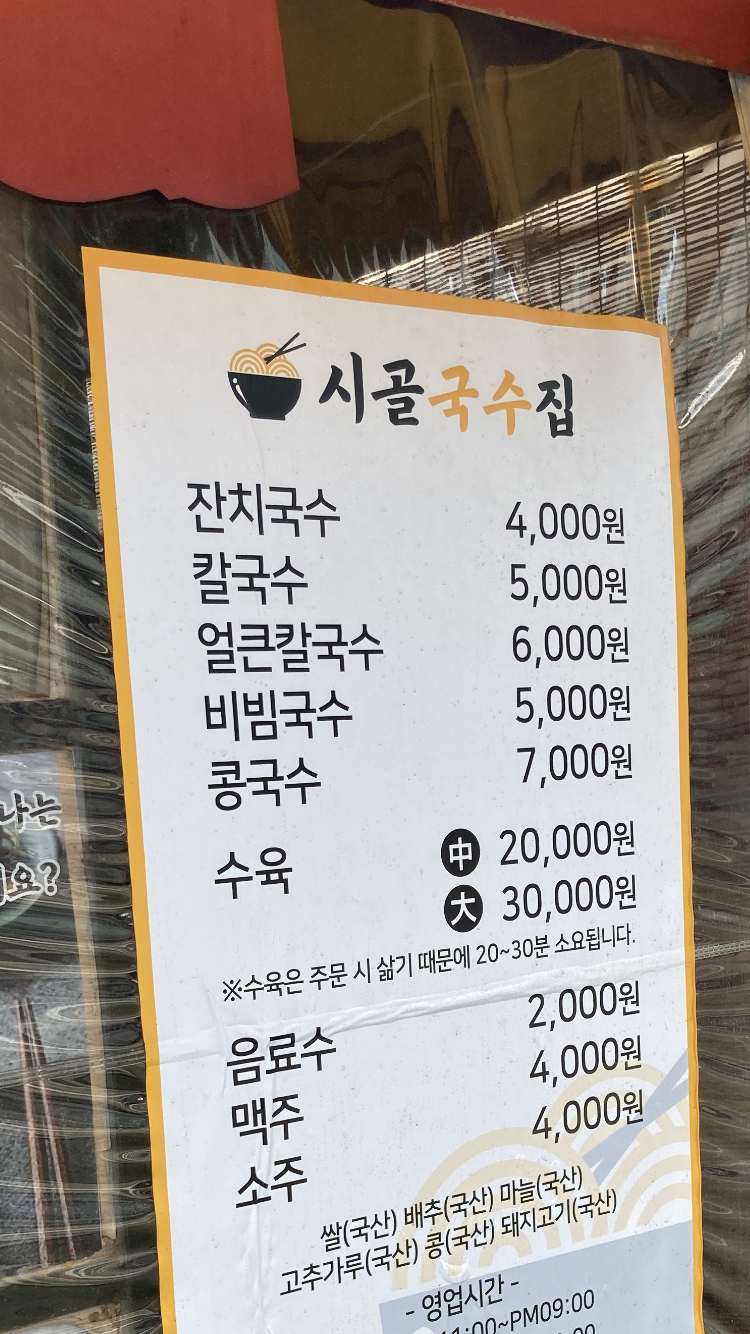 시골국수집
잔치국수 4,000원
칼국수 5,000원
얼큰칼국수 6,000원
비빔국수 5,000원
콩국수 7,000원
수육 中 20,000원
大 30,000원
※수육은 주문 시 삶기 때문에 20~30분 소요됩니다.
음료수 2,000원
맥주 4,000원
소주 4,000원
쌀(국산) 배추(국산) 마늘(국산)
고추가루(국산) 콩(국산) 돼지고기(국산)
- 영업시간 -
11:00~PM09:00
나는
요?